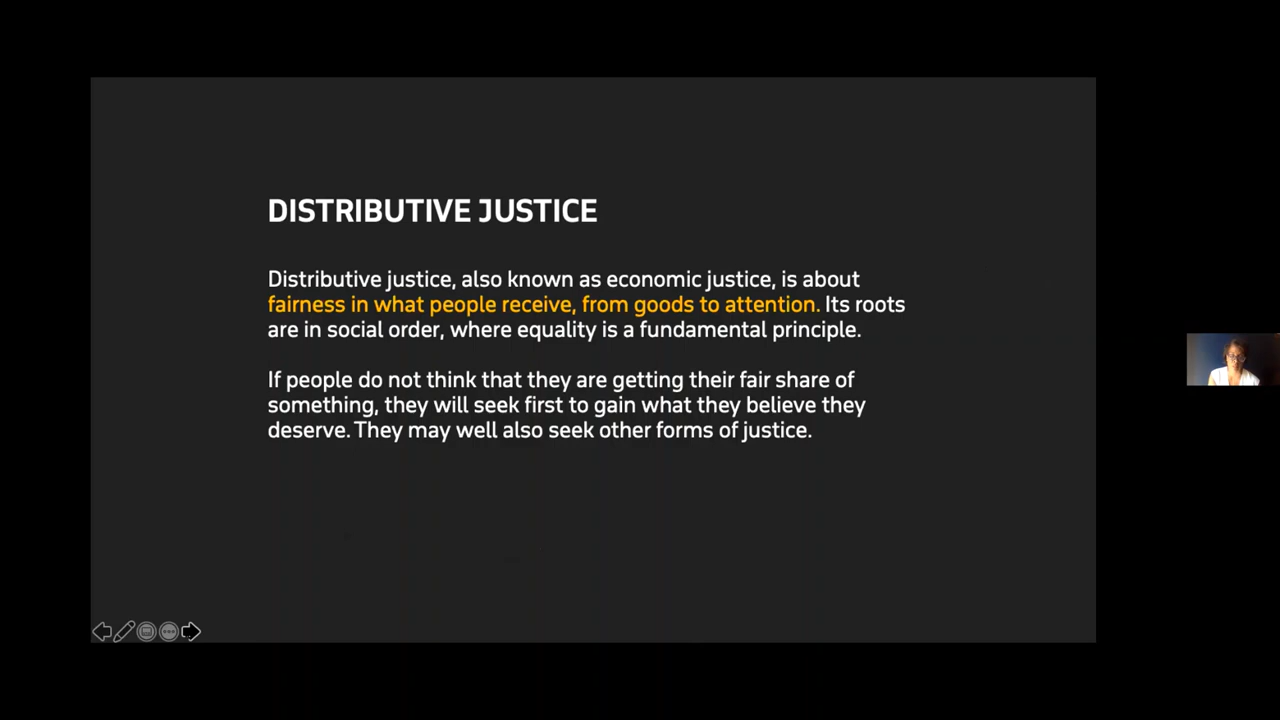 DISTRIBUTIVE JUSTICE
Distributive justice, also known as economic justice, is about
fairness in what people receive, from goods to attention. Its roots
are in social order, where equality is a fundamental principle.
If people do not think that they are getting their fair share of
something, they will seek first to gain what they believe they
deserve. They may well also seek other forms of justice.